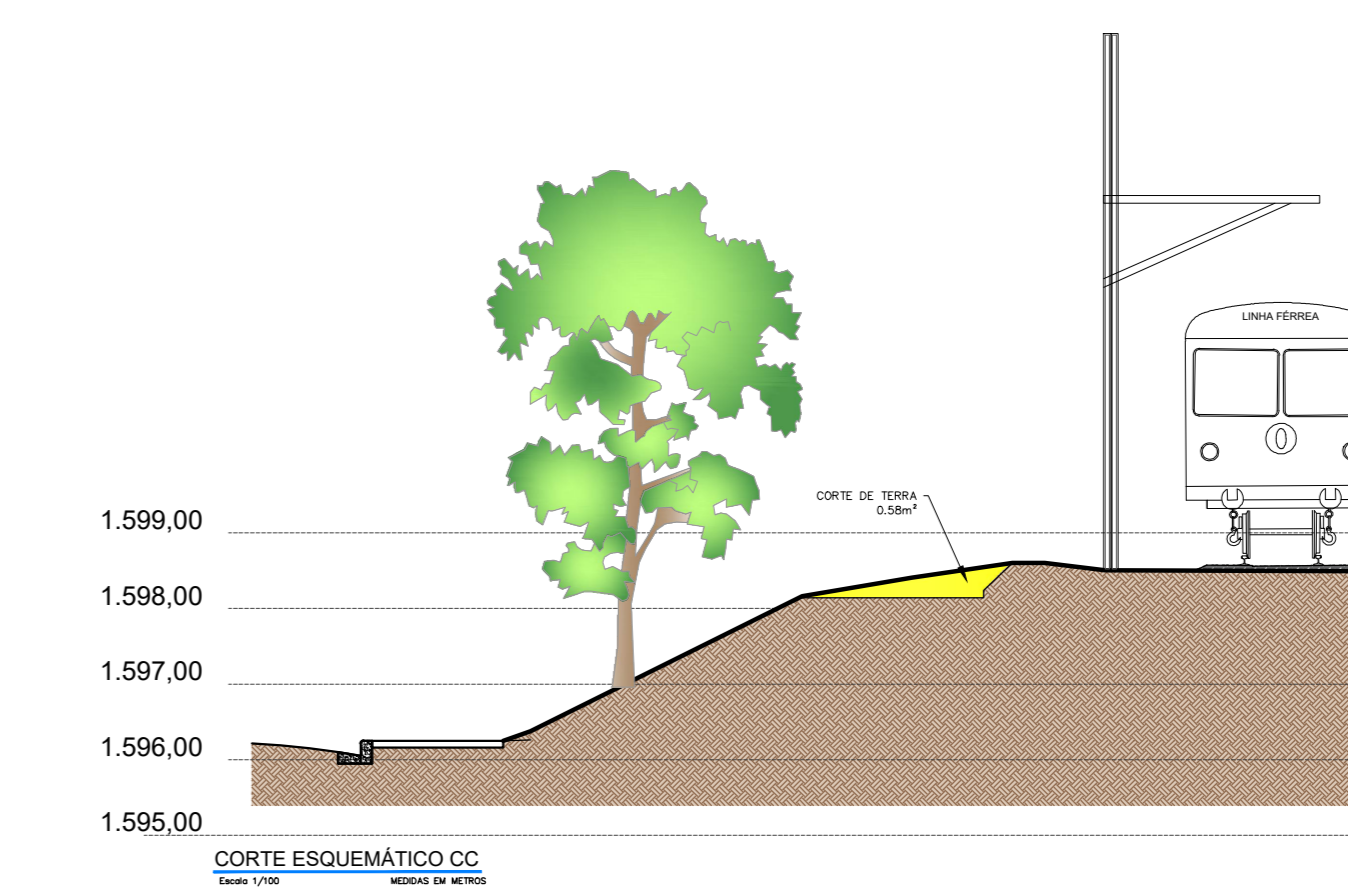 LINHA FÉRREA
CORTE DE TERRA
0.58m²
1.599,00
1.598,00
1.597,00
1.596,00
1.595,00
CORTE ESQUEMÁTICO CC
Escala 1/100 MEDIDAS EM METROS